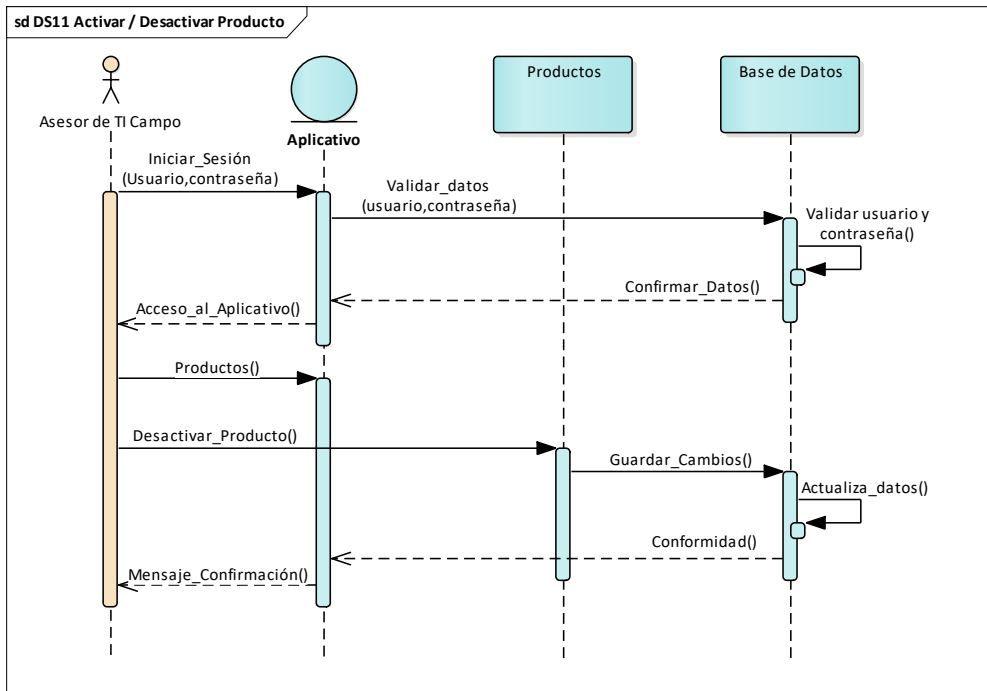 sd DS11 Activar / Desactivar Producto
Asesor de TI Campo
Aplicativo
Productos
Base de Datos
Iniciar_Sesión
(Usuario,contraseña)
Validar_datos
(usuario,contraseña)
Validar usuario y
contraseña()
Confirmar_Datos()
Acceso_al_Aplicativo()
Productos()
Desactivar_Producto()
Guardar_Cambios()
Actualiza_datos()
Conformidad()
Mensaje_Confirmación()